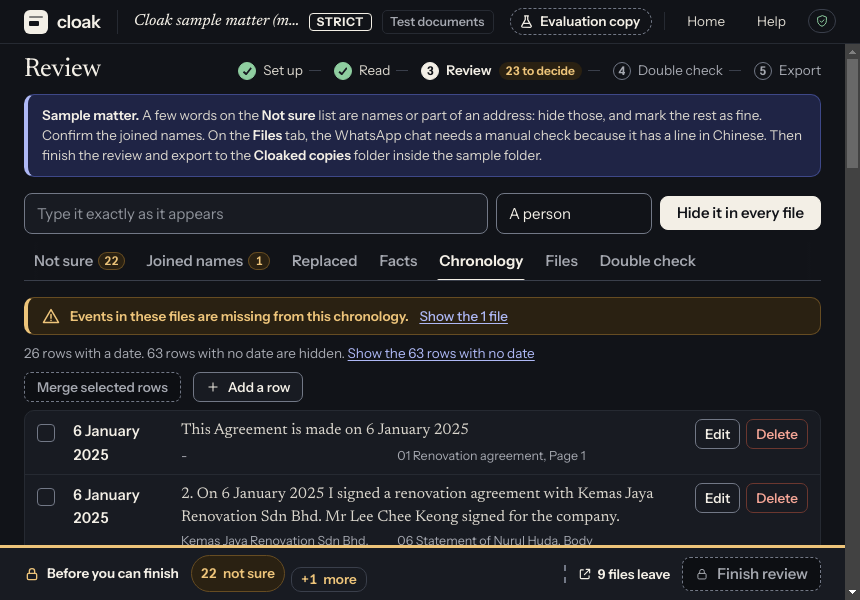 cloak
Cloak sample matter (m...
STRICT
Test documents
Evaluation copy
Home
Help
Review
Set up
Read
3 Review 23 to decide
4 Double check
5 Export
Sample matter. A few words on the Not sure list are names or part of an address: hide those, and mark the rest as fine.
Confirm the joined names. On the Files tab, the WhatsApp chat needs a manual check because it has a line in Chinese. Then
finish the review and export to the Cloaked copies folder inside the sample folder.
Type it exactly as it appears
A person
Hide it in every file
Not sure 22
Joined names 1
Replaced
Facts
Chronology
Files
Double check
Events in these files are missing from this chronology. Show the 1 file
26 rows with a date. 63 rows with no date are hidden. Show the 63 rows with no date
Merge selected rows
+ Add a row
6 January
2025
This Agreement is made on 6 January 2025
-
01 Renovation agreement, Page 1
Edit
Delete
6 January
2025
2. On 6 January 2025 I signed a renovation agreement with Kemas Jaya
Renovation Sdn Bhd. Mr Lee Chee Keong signed for the company.
Kemas Jaya Renovation Sdn Bhd,
06 Statement of Nurul Huda, Body
Edit
Delete
Before you can finish
22 not sure
+1 more
9 files leave
Finish review